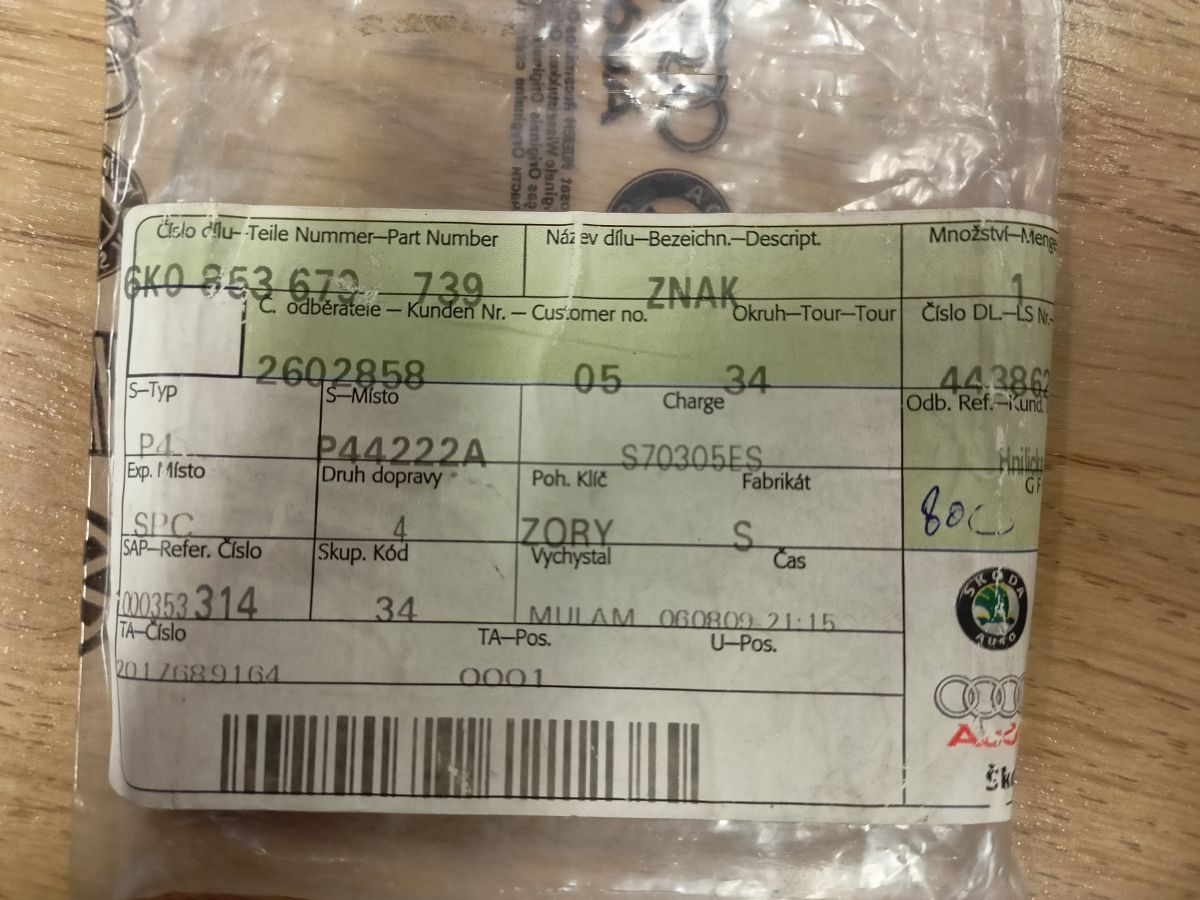 Číslo dílu–Teile Nummer–Part Number
Název dílu–Bezeichn.–Descript.
Množství–Menge
6K0 853 679 739
ZNAK
1
Č. odběratele – Kunden Nr. – Customer no.
Okruh–Tour–Tour
Číslo DL.–LS Nr.–
2602858
05
34
443862
S–Typ
S–Místo
Charge
Odb. Ref.–Kund.
P4
P44222A
S70305ES
Exp. Místo
Druh dopravy
Poh. Klíč
Fabrikát
SPC
4
ZORY
S
80
SAP–Refer. Číslo
Skup. Kód
Vychystal
Čas
000353 314
34
MULAM 060809 21:15
ŠKODA
AUTO
TA–Číslo
TA–Pos.
U–Pos.
2017689164
0001
Audi